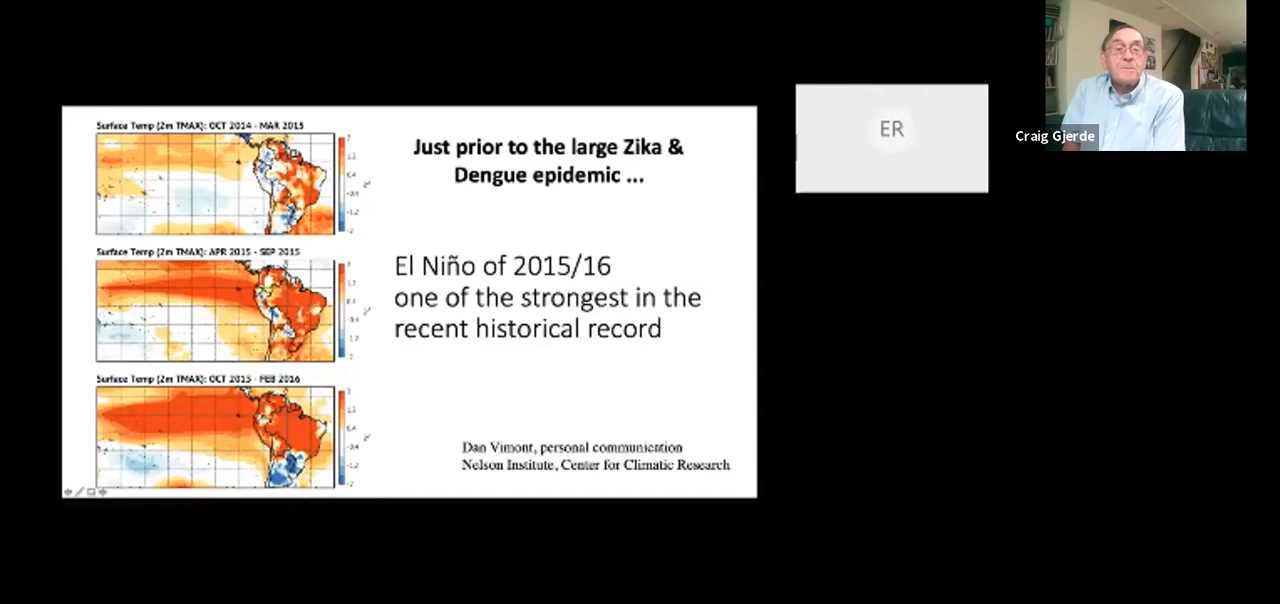 Surface Temp (2m TMAX): OCT 2014 - MAR 2015
Just prior to the large Zika &
Dengue epidemic ...
Surface Temp (2m TMAX): APR 2015 - SEP 2015
El Niño of 2015/16
one of the strongest in the
recent historical record
Surface Temp (2m TMAX): OCT 2015 - FEB 2016
Dan Vimont, personal communication
Nelson Institute, Center for Climatic Research
ER
Craig Gjerde